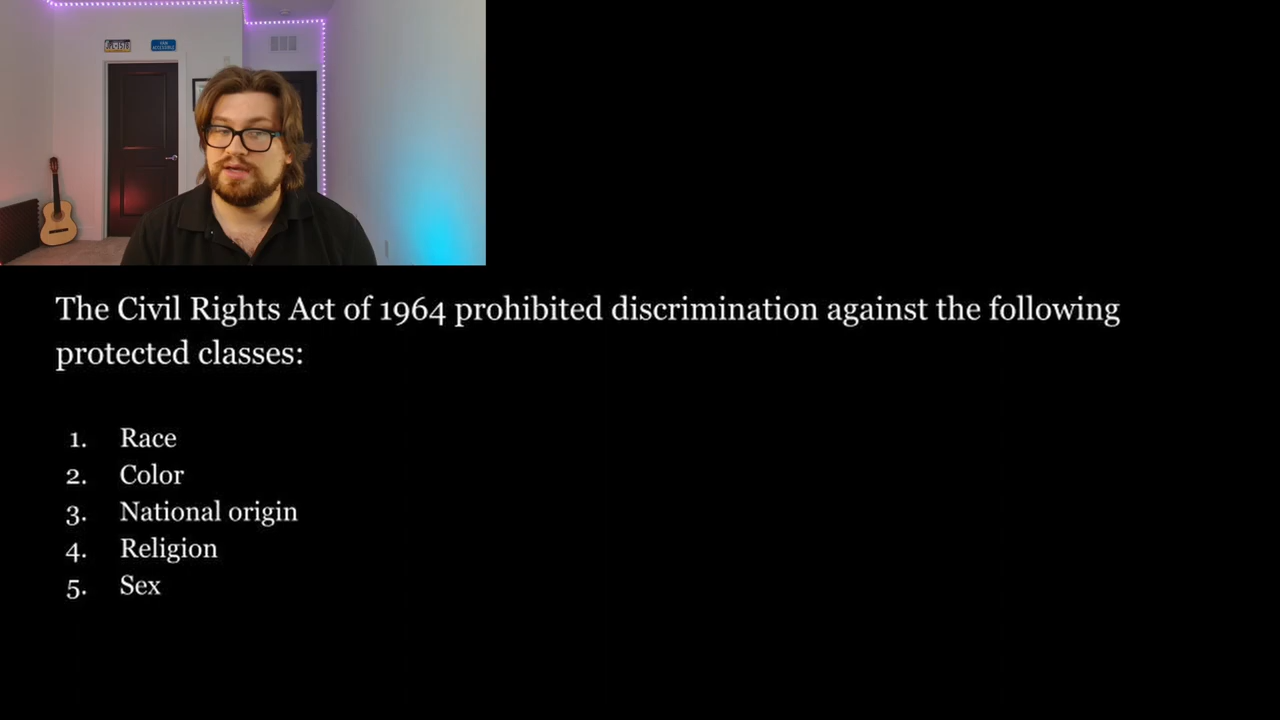 The Civil Rights Act of 1964 prohibited discrimination against the following
protected classes:
1. Race
2. Color
3. National origin
4. Religion
5. Sex